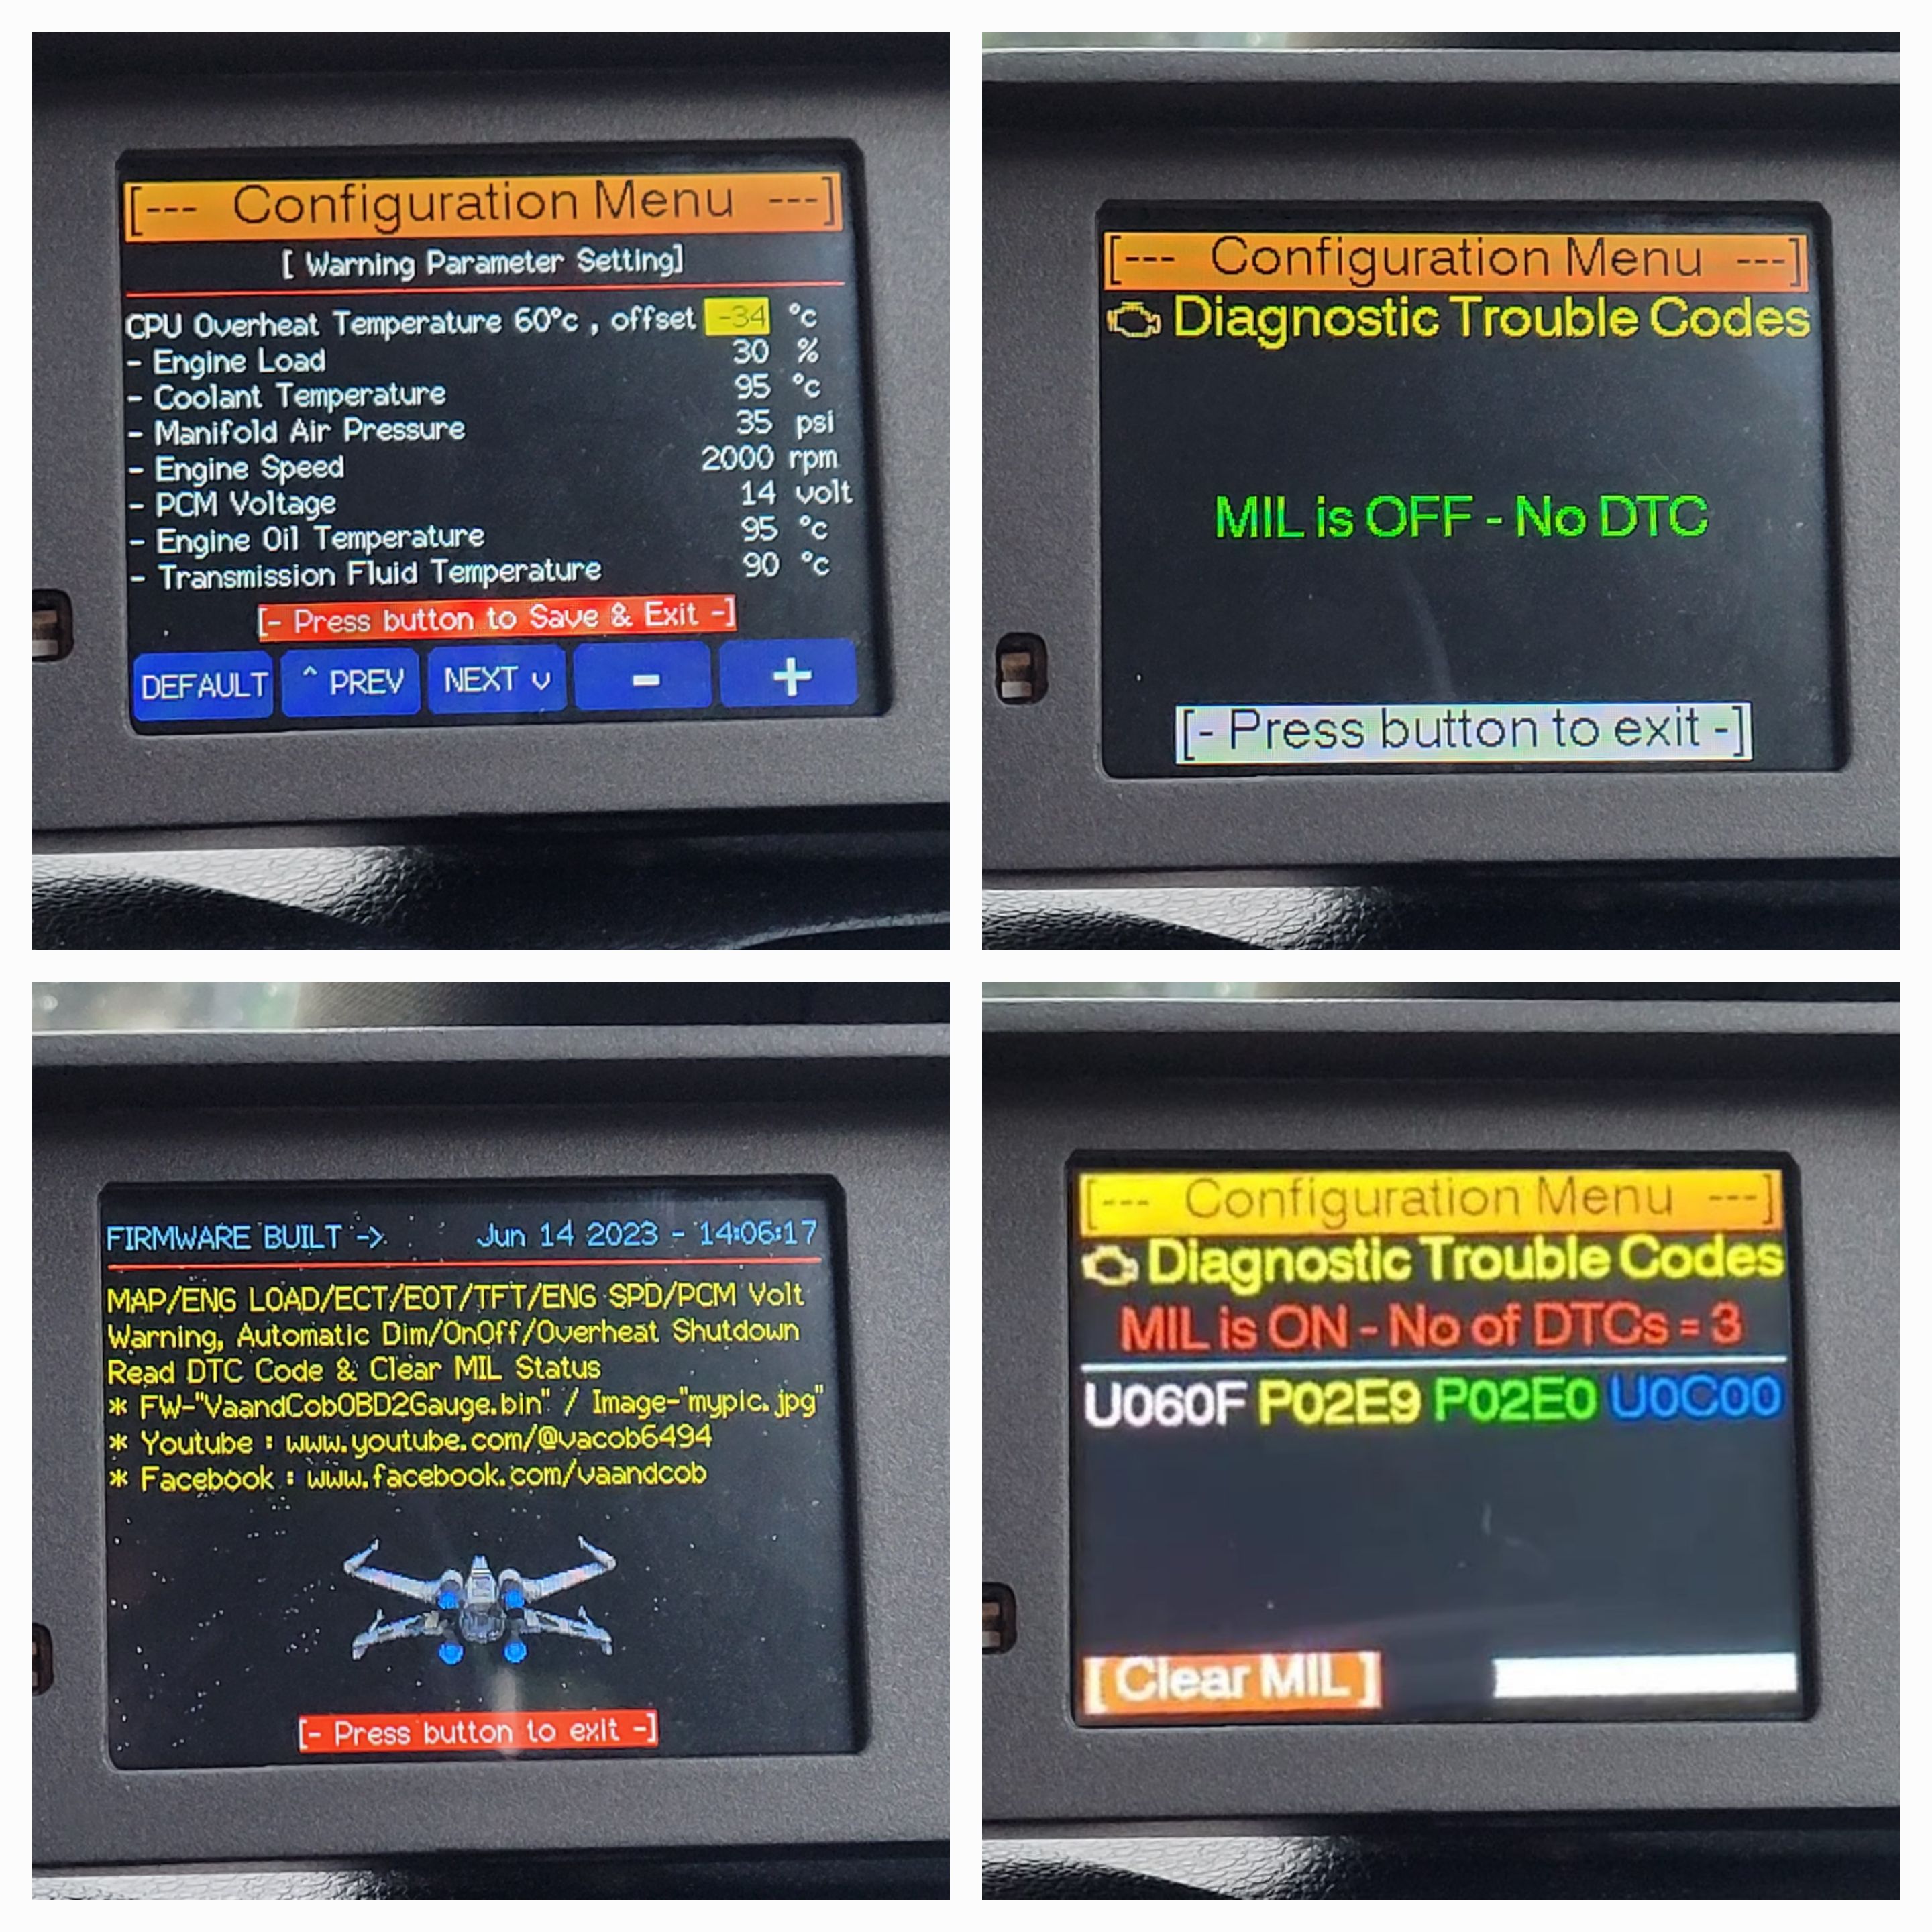 [--- Configuration Menu ---]
[ Warning Parameter Setting]
CPU Overheat Temperature 60°c , offset -34 °c
- Engine Load 30 %
- Coolant Temperature 95 °c
- Manifold Air Pressure 35 psi
- Engine Speed 2000 rpm
- PCM Voltage 14 volt
- Engine Oil Temperature 95 °c
- Transmission Fluid Temperature 90 °c
[- Press button to Save & Exit -]
DEFAULT ^ PREV NEXT v - +
[--- Configuration Menu ---]
Diagnostic Trouble Codes
MIL is OFF - No DTC
[- Press button to exit -]
FIRMWARE BUILT -> Jun 14 2023 - 14:06:17
MAP/ENG LOAD/ECT/EOT/TFT/ENG SPD/PCM Volt
Warning, Automatic Dim/OnOff/Overheat Shutdown
Read DTC Code & Clear MIL Status
* FW-"VaandCobOBD2Gauge.bin" / Image-"mypic.jpg"
* Youtube : www.youtube.com/@vacob6494
* Facebook : www.facebook.com/vaandcob
[- Press button to exit -]
[--- Configuration Menu ---]
Diagnostic Trouble Codes
MIL is ON - No of DTCs = 3
U060F P02E9 P02E0 U0C00
[ Clear MIL ]